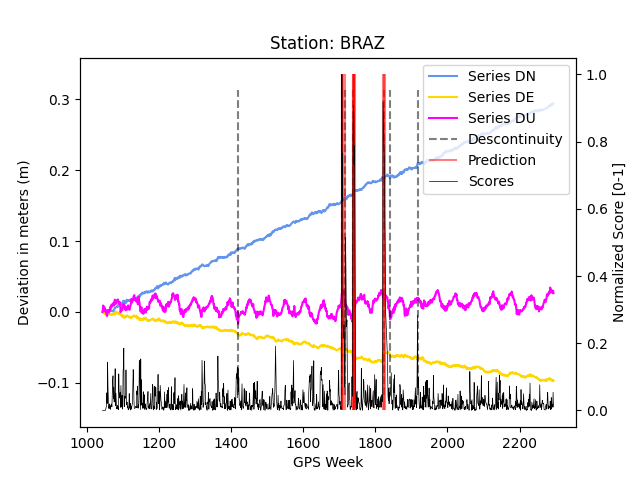 Station: BRAZ
Series DN
Series DE
Series DU
Descontinuity
Prediction
Scores
Deviation in meters (m)
0.3
0.2
0.1
0.0
−0.1
1.0
0.8
0.6
0.4
0.2
0.0
Normalized Score [0-1]
1000 1200 1400 1600 1800 2000 2200
GPS Week